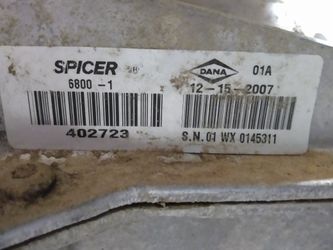 SPICER ®
DANA
01A
6800 -1
12-15-2007
402723
S.N. 01 WX 0145311